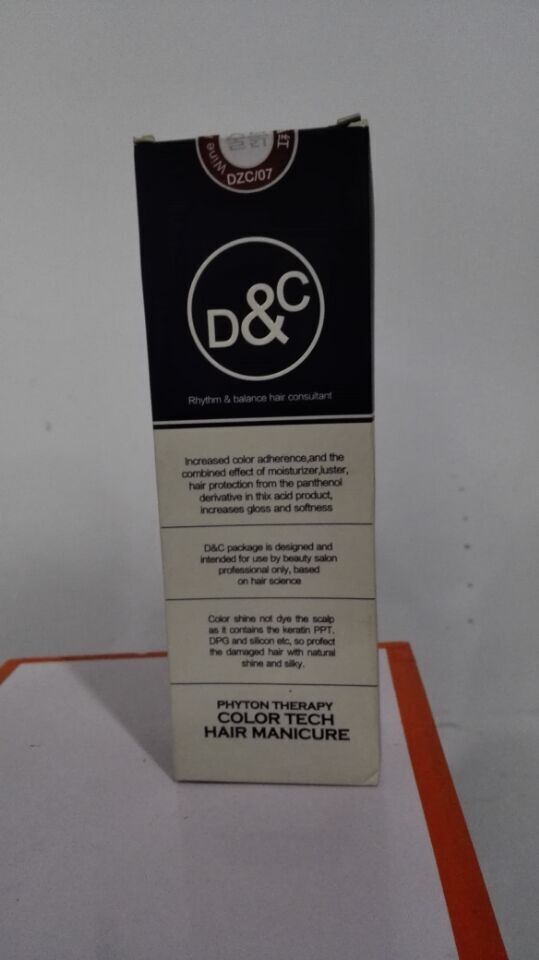 Wine
DZC/07
D&C
Rhythm & balance hair consultant
Increased color adherence,and the
combined effect of moisturizer,luster,
hair protection from the panthenol
derivative in thix acid product,
increases gloss and softness
D&C package is designed and
intended for use by beauty salon
professional only, based
on hair science
Color shine not dye the scalp
as it contains the keratin PPT,
DPG and silicon etc, so profect
the damaged hair with natural
shine and silky.
PHYTON THERAPY
COLOR TECH
HAIR MANICURE